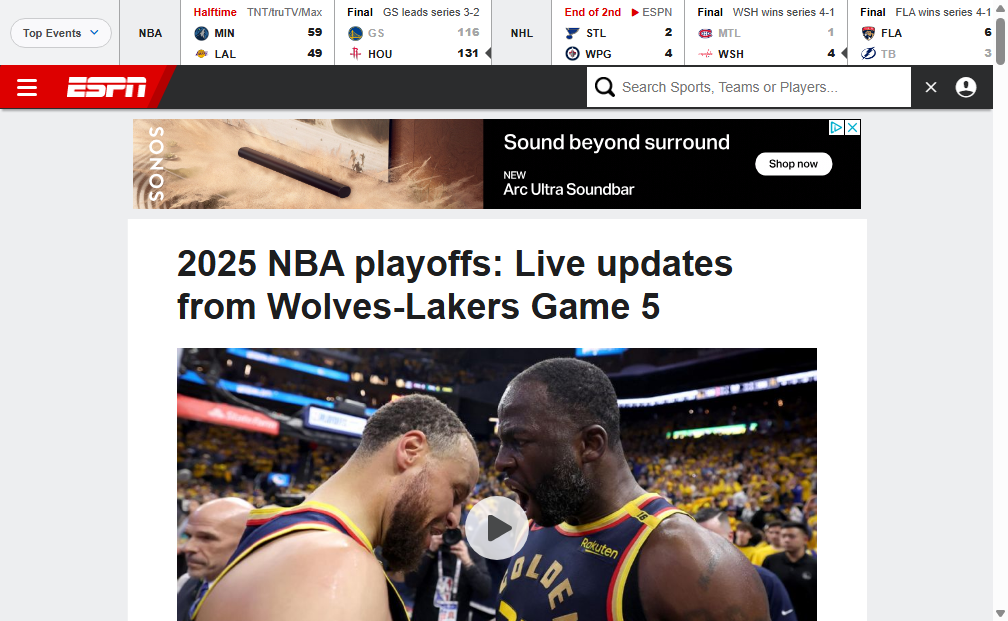 Top Events
NBA
Halftime TNT/truTV/Max
MIN 59
LAL 49
Final GS leads series 3-2
GS 116
HOU 131
NHL
End of 2nd ESPN
STL 2
WPG 4
Final WSH wins series 4-1
MTL 1
WSH 4
Final FLA wins series 4-1
FLA 6
TB 3
ESPN
Search Sports, Teams or Players...
SONOS
Sound beyond surround
NEW
Arc Ultra Soundbar
Shop now
2025 NBA playoffs: Live updates
from Wolves-Lakers Game 5
State Farm
Rakuten
GOLDEN